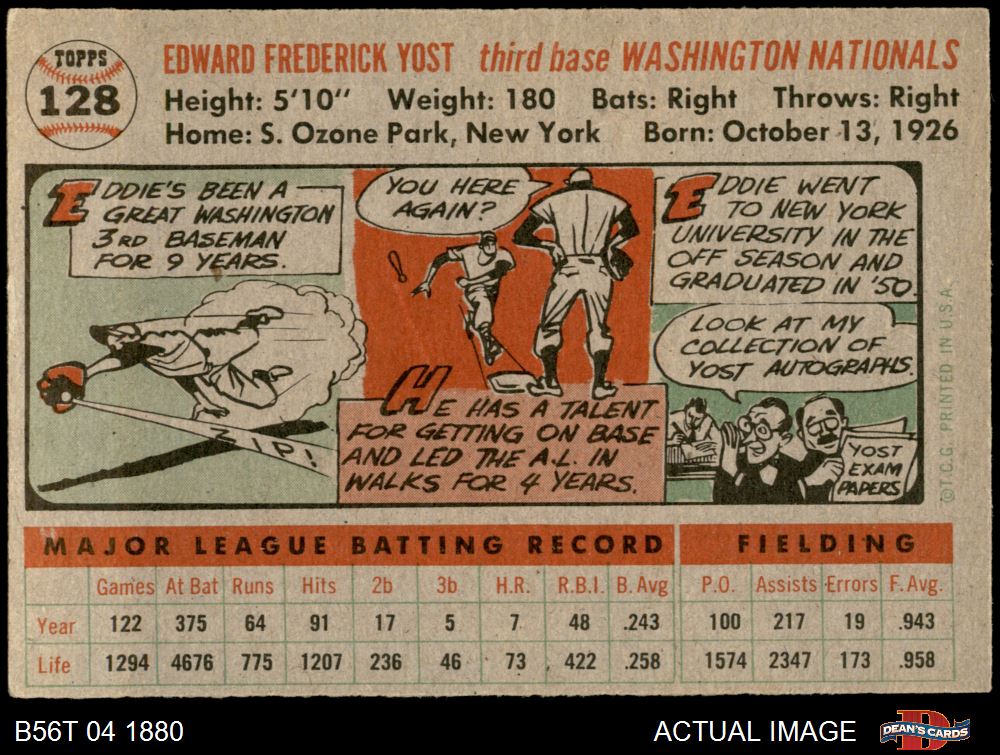 TOPPS
128
EDWARD FREDERICK YOST third base WASHINGTON NATIONALS
Height: 5'10" Weight: 180 Bats: Right Throws: Right
Home: S. Ozone Park, New York Born: October 13, 1926
EDDIE'S BEEN A
GREAT WASHINGTON
3RD BASEMAN
FOR 9 YEARS.
ZIP!
YOU HERE
AGAIN?
!
HE HAS A TALENT
FOR GETTING ON BASE
AND LED THE A.L. IN
WALKS FOR 4 YEARS.
EDDIE WENT
TO NEW YORK
UNIVERSITY IN THE
OFF SEASON AND
GRADUATED IN '50.
LOOK AT MY
COLLECTION OF
YOST AUTOGRAPHS.
YOST
EXAM
PAPERS
©T.C.G. PRINTED IN U.S.A.
MAJOR LEAGUE BATTING RECORD FIELDING
Games At Bat Runs Hits 2b 3b H.R. R.B.I. B. Avg P.O. Assists Errors F. Avg.
Year 122 375 64 91 17 5 7 48 .243 100 217 19 .943
Life 1294 4676 775 1207 236 46 73 422 .258 1574 2347 173 .958
B56T 04 1880 ACTUAL IMAGE
D
DEAN'S CARDS